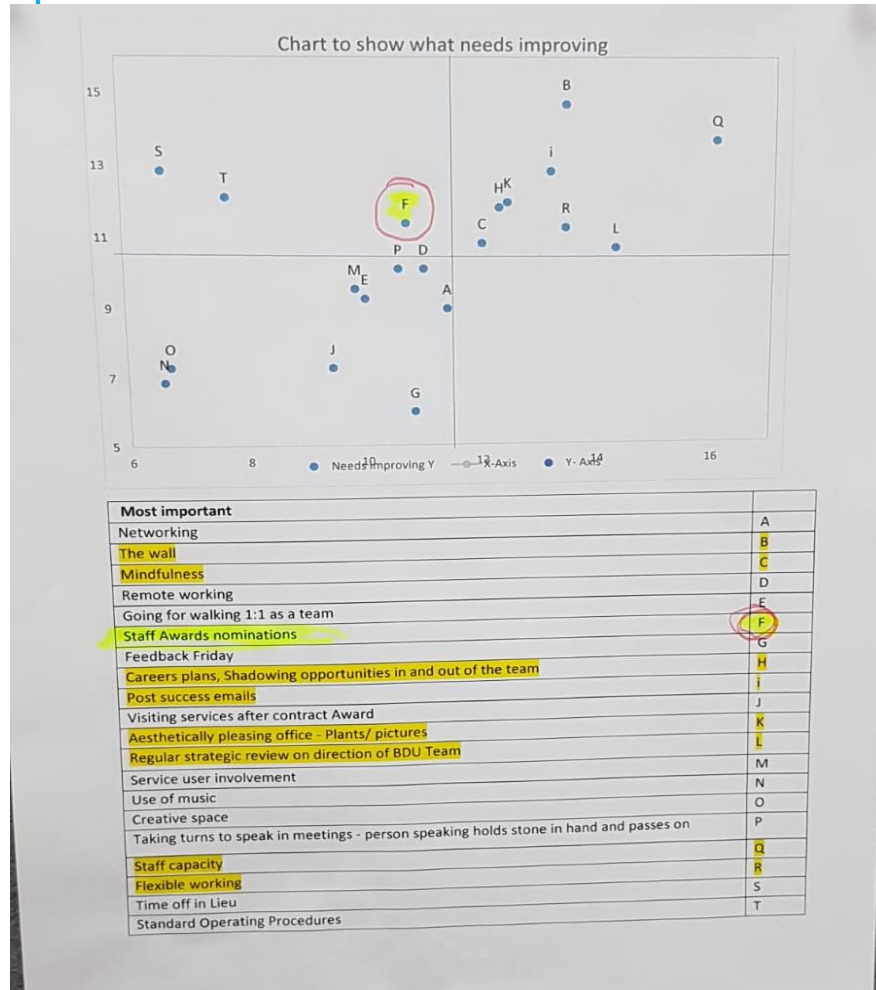 Chart to show what needs improving
15
B
Q
S
i
13
T
HK
F
R
C
L
11
P D
M
E
A
9
O
J
N
7
G
5
6 8 10 12 14 16
Needs Improving Y X-Axis Y- Axis
Most important
Networking A
The wall B
Mindfulness C
Remote working D
Going for walking 1:1 as a team E
Staff Awards nominations F
Feedback Friday G
Careers plans, Shadowing opportunities in and out of the team H
Post success emails i
Visiting services after contract Award J
Aesthetically pleasing office - Plants/ pictures K
Regular strategic review on direction of BDU Team L
Service user involvement M
Use of music N
Creative space O
Taking turns to speak in meetings - person speaking holds stone in hand and passes on P
Staff capacity Q
Flexible working R
Time off in Lieu S
Standard Operating Procedures T